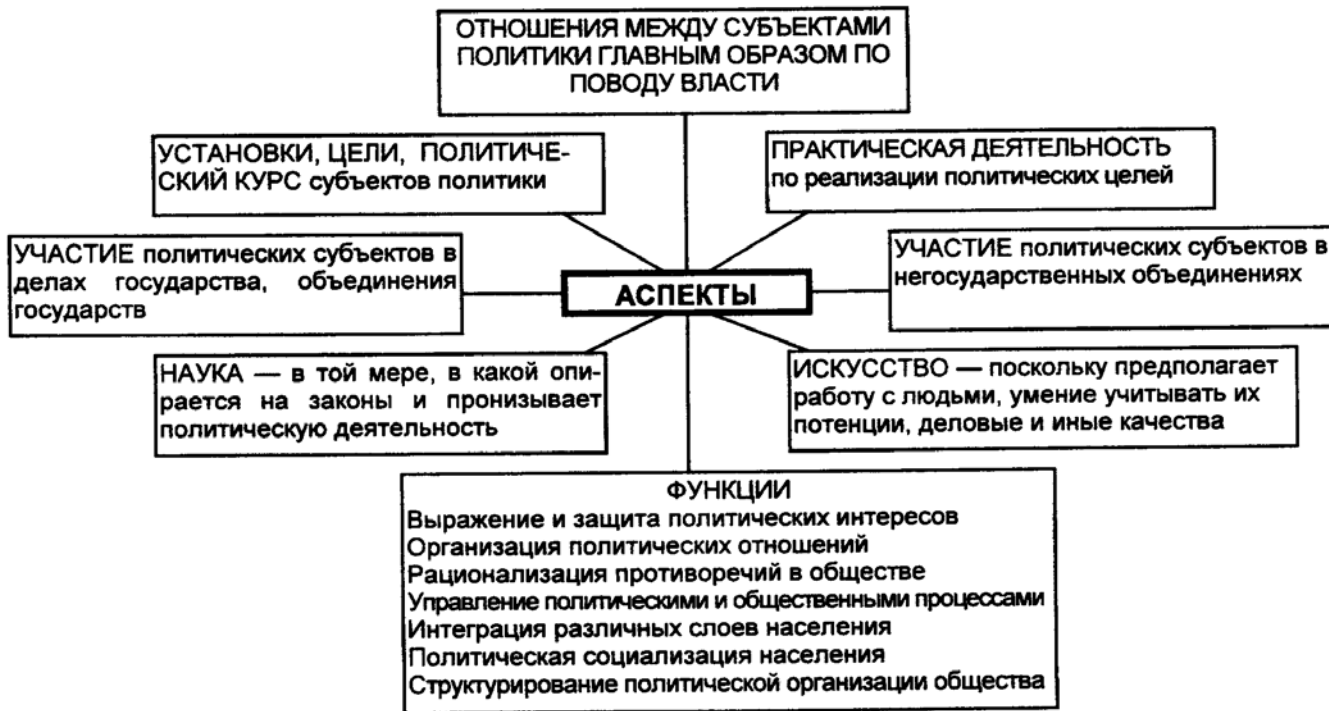 ОТНОШЕНИЯ МЕЖДУ СУБЪЕКТАМИ
ПОЛИТИКИ ГЛАВНЫМ ОБРАЗОМ ПО
ПОВОДУ ВЛАСТИ
УСТАНОВКИ, ЦЕЛИ, ПОЛИТИЧЕ-
СКИЙ КУРС субъектов политики
ПРАКТИЧЕСКАЯ ДЕЯТЕЛЬНОСТЬ
по реализации политических целей
УЧАСТИЕ политических субъектов в
делах государства, объединения
государств
АСПЕКТЫ
УЧАСТИЕ политических субъектов в
негосударственных объединениях
НАУКА — в той мере, в какой опи-
рается на законы и пронизывает
политическую деятельность
ИСКУССТВО — поскольку предполагает
работу с людьми, умение учитывать их
потенции, деловые и иные качества
ФУНКЦИИ
Выражение и защита политических интересов
Организация политических отношений
Рационализация противоречий в обществе
Управление политическими и общественными процессами
Интеграция различных слоев населения
Политическая социализация населения
Структурирование политической организации общества